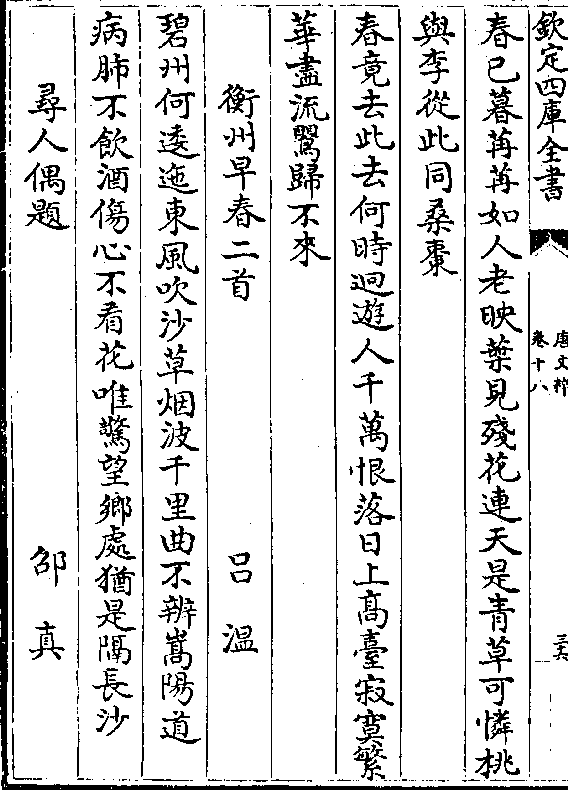 欽定四庫全書
唐文粹
卷十八
三六
春已暮苒苒如人老映葉見殘花連天是青草可憐桃
與李從此同桑棗
春竟去此去何時迴遊人千萬恨落日上高臺寂寞繁
華盡流鶯歸不來
衡州早春二首 吕溫
碧州何逶迤東風吹沙草烟波千里曲不辨嵩陽道
病肺不飲酒傷心不看花唯驚望鄉處猶是隔長沙
尋人偶題 邵真